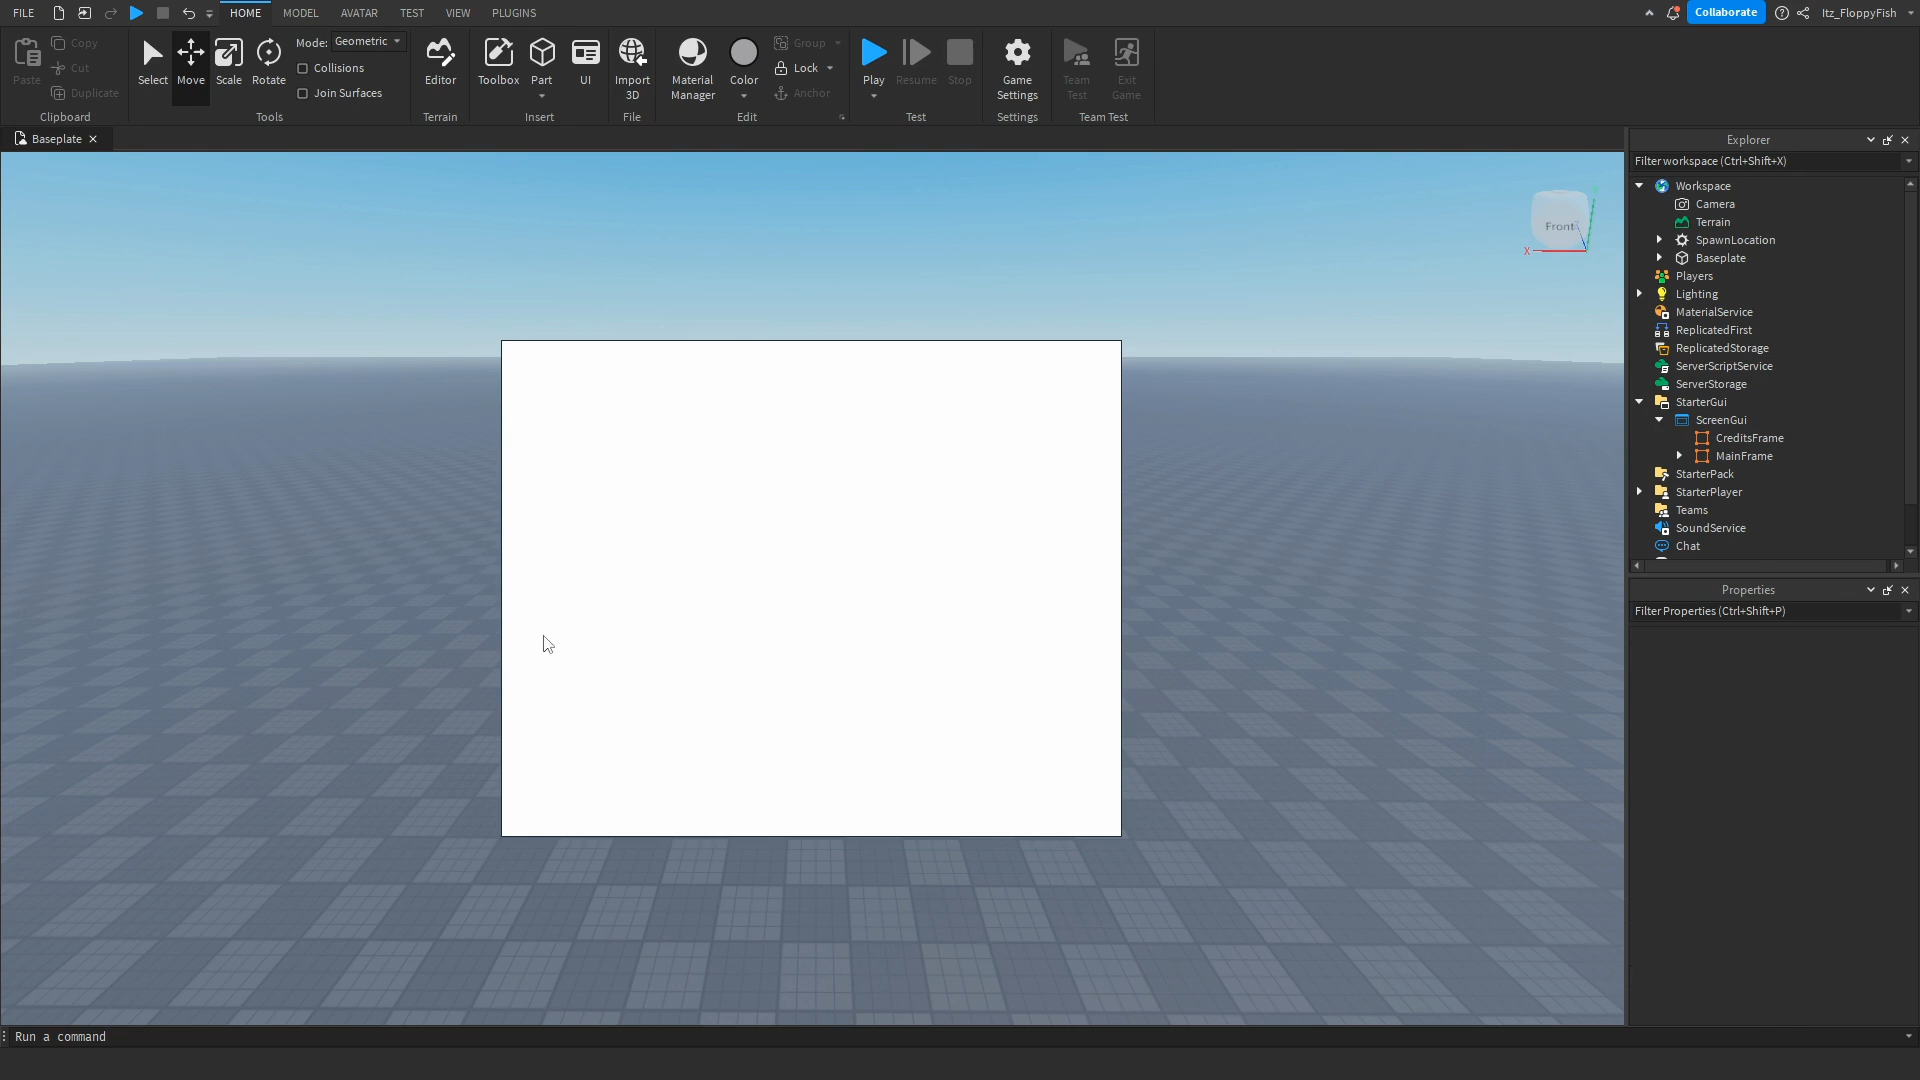 FILE HOME MODEL AVATAR TEST VIEW PLUGINS Collaborate Itz_FloppyFish
Paste Copy Cut Duplicate
Clipboard
Select Move Scale Rotate Mode: Geometric
Collisions
Join Surfaces
Tools
Editor
Terrain
Toolbox Part UI
Insert
Import
3D
File
Material
Manager
Color
Group
Lock
Anchor
Edit
Play Resume Stop
Test
Game
Settings
Settings
Team
Test
Exit
Game
Team Test
Baseplate
Front
X
Explorer
Filter workspace (Ctrl+Shift+X)
Workspace
Camera
Terrain
SpawnLocation
Baseplate
Players
Lighting
MaterialService
ReplicatedFirst
ReplicatedStorage
ServerScriptService
ServerStorage
StarterGui
ScreenGui
CreditsFrame
MainFrame
StarterPack
StarterPlayer
Teams
SoundService
Chat
Properties
Filter Properties (Ctrl+Shift+P)
Run a command